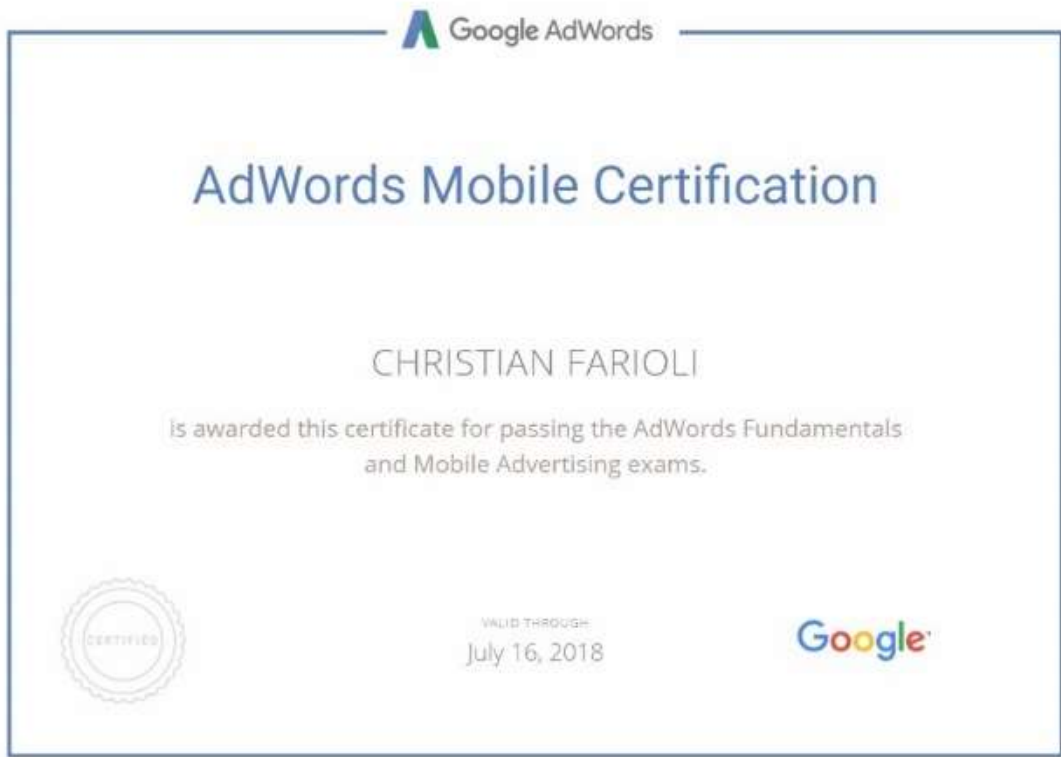 Google AdWords
AdWords Mobile Certification
CHRISTIAN FARIOLI
is awarded this certificate for passing the AdWords Fundamentals
and Mobile Advertising exams.
CERTIFIED
VALID THROUGH
July 16, 2018
Google